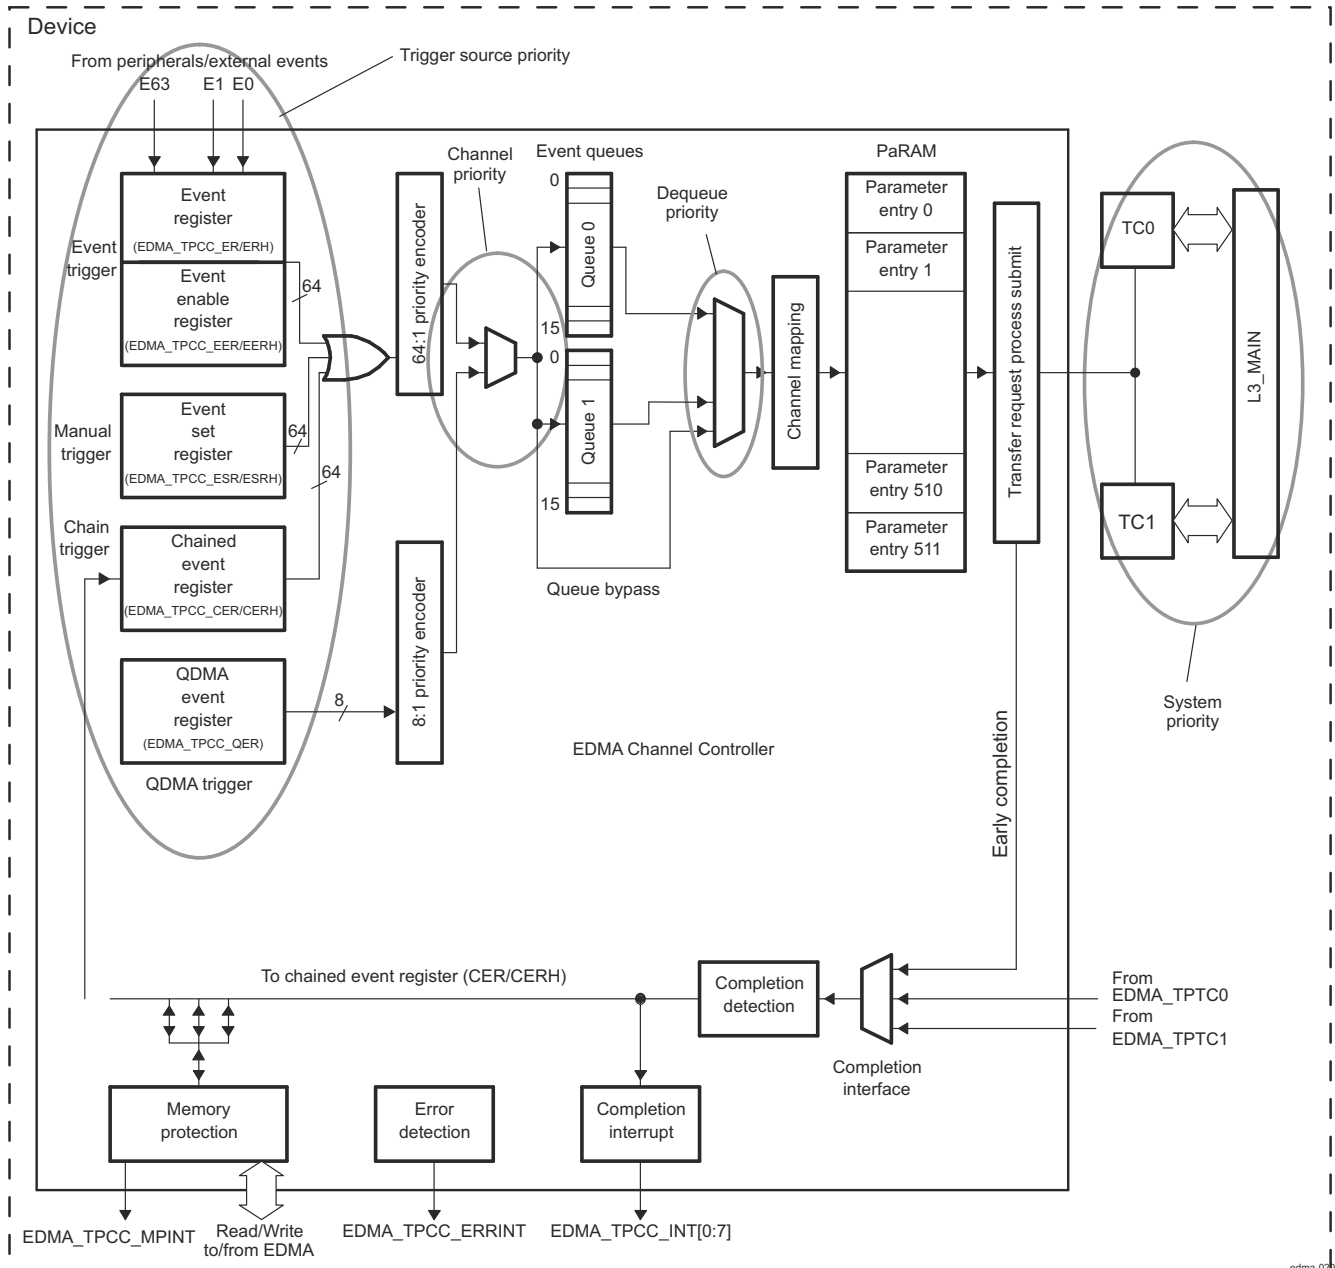 Device
From peripherals/external events
E63
E1
E0
Trigger source priority
Event
register
(EDMA_TPCC_ER/ERH)
Event
trigger
Event
enable
register
(EDMA_TPCC_EER/EERH)
64
Manual
trigger
Event
set
register
(EDMA_TPCC_ESR/ESRH)
64
64
Chain
trigger
Chained
event
register
(EDMA_TPCC_CER/CERH)
QDMA
event
register
(EDMA_TPCC_QER)
8
QDMA trigger
64:1 priority encoder
8:1 priority encoder
Channel
priority
Event queues
0
Queue 0
15
0
Queue 1
15
Queue bypass
Dequeue
priority
Channel mapping
PaRAM
Parameter
entry 0
Parameter
entry 1
Parameter
entry 510
Parameter
entry 511
Transfer request process submit
TC0
TC1
L3_MAIN
System
priority
EDMA Channel Controller
Early completion
To chained event register (CER/CERH)
Completion
detection
Completion
interface
From
EDMA_TPTC0
From
EDMA_TPTC1
Memory
protection
Error
detection
Completion
interrupt
EDMA_TPCC_MPINT
Read/Write
to/from EDMA
EDMA_TPCC_ERRINT
EDMA_TPCC_INT[0:7]